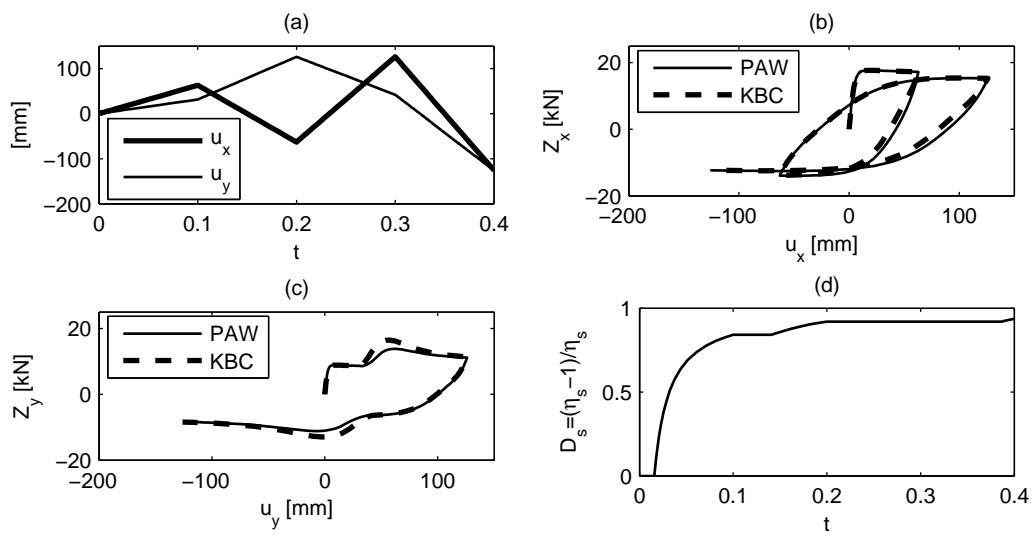 (a)
100
0
−100
−200
[mm]
u_x
u_y
0
0.1
0.2
0.3
0.4
t
(b)
20
0
−20
Z_x [kN]
PAW
KBC
−200
−100
0
100
u_x [mm]
(c)
20
0
−20
Z_y [kN]
PAW
KBC
−200
−100
0
100
u_y [mm]
(d)
1
0.5
0
D_s=(η_s−1)/η_s
0
0.1
0.2
0.3
0.4
t